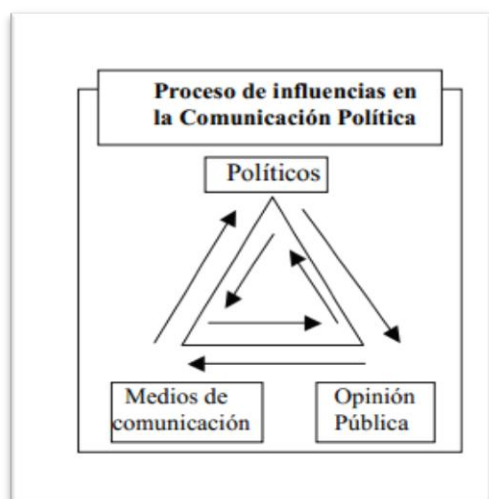 Proceso de influencias en
la Comunicación Política
Políticos
Medios de
comunicación
Opinión
Pública